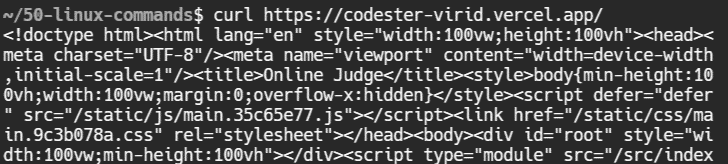 ~/50-linux-commands$ curl https://codester-virid.vercel.app/
<!doctype html><html lang="en" style="width:100vw;height:100vh"><head><
meta charset="UTF-8"/><meta name="viewport" content="width=device-width
,initial-scale=1"/><title>Online Judge</title><style>body{min-height:10
0vh;width:100vw;margin:0;overflow-x:hidden}</style><script defer="defer
" src="/static/js/main.35c65e77.js"></script><link href="/static/css/ma
in.9c3b078a.css" rel="stylesheet"></head><body><div id="root" style="wi
dth:100vw;min-height:100vh"></div><script type="module" src="/src/index